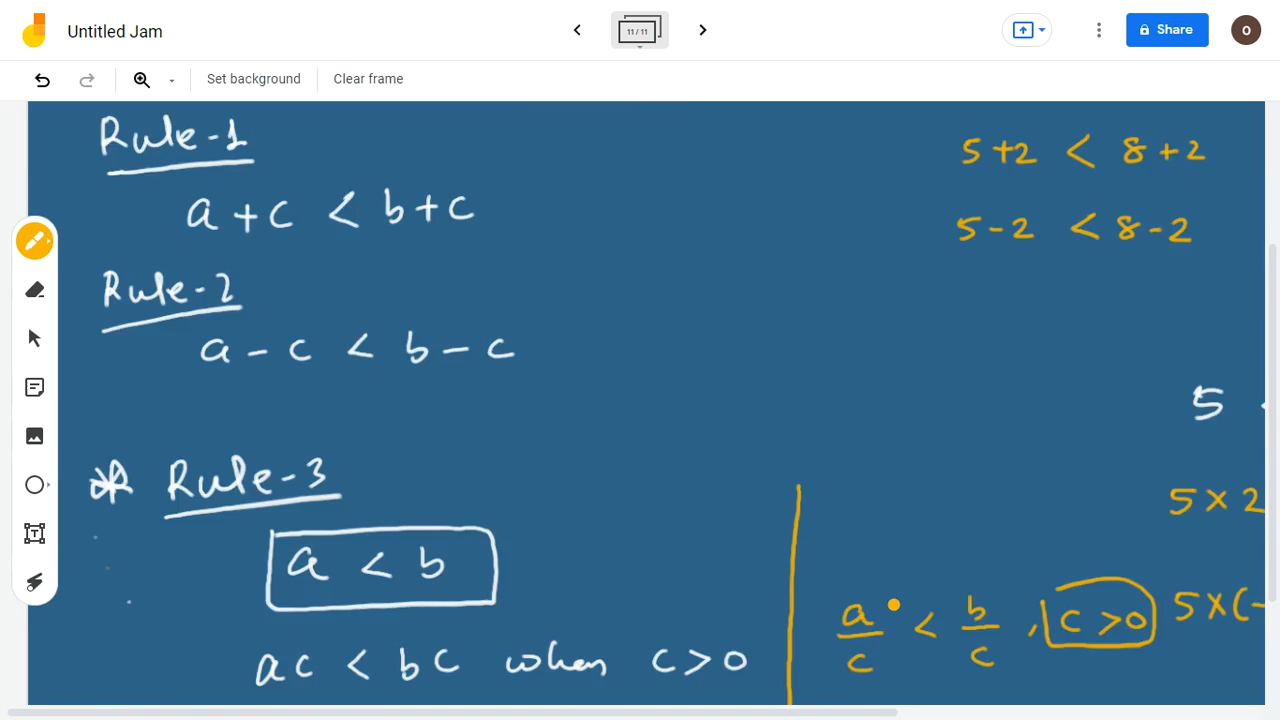 Untitled Jam
11 / 11
Share
O
Set background
Clear frame
Rule-1
a + c < b + c
Rule-2
a - c < b - c
* Rule-3
a < b
ac < bc when c > 0
5 + 2 < 8 + 2
5 - 2 < 8 - 2
5
5 × 2
5 × (-
a/c < b/c , c > 0